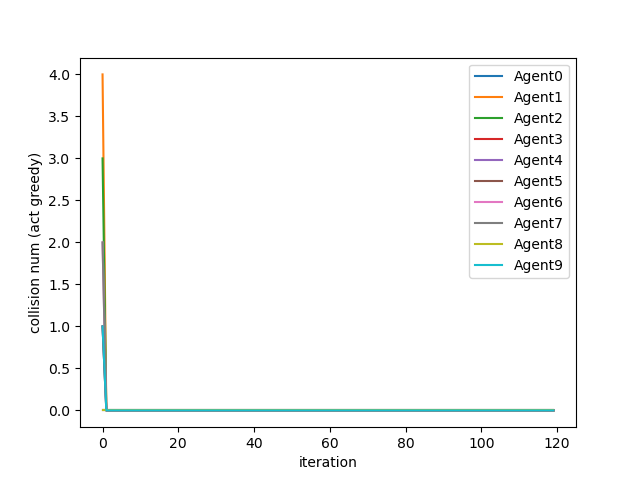 4.0
3.5
3.0
2.5
2.0
1.5
1.0
0.5
0.0
collision num (act greedy)
0
20
40
60
80
100
120
iteration
Agent0
Agent1
Agent2
Agent3
Agent4
Agent5
Agent6
Agent7
Agent8
Agent9